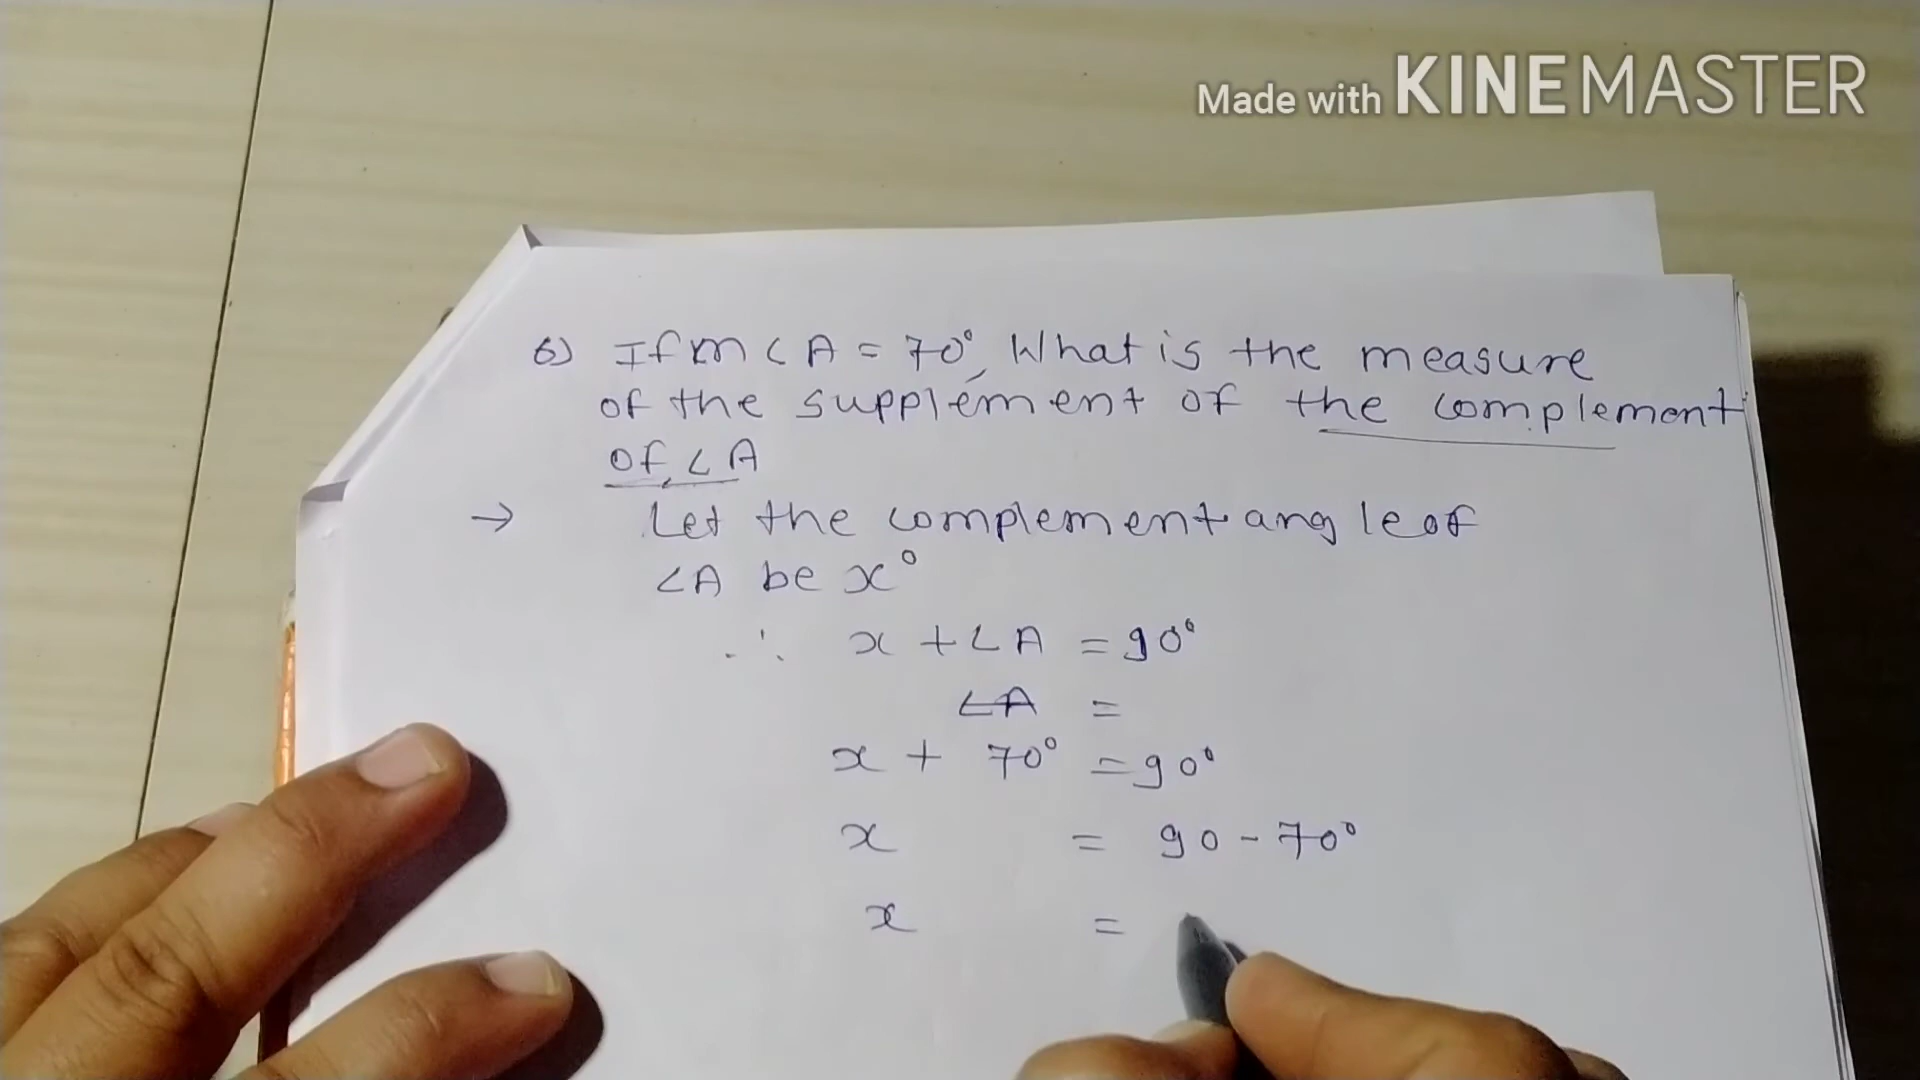 Made with KINEMASTER
6) If m∠A = 70°, What is the measure
of the supplement of the complement
of ∠A
→ Let the complement angle of
∠A be x°
∴ x + ∠A = 90°
∠A =
x + 70° = 90°
x = 90 - 70°
x =